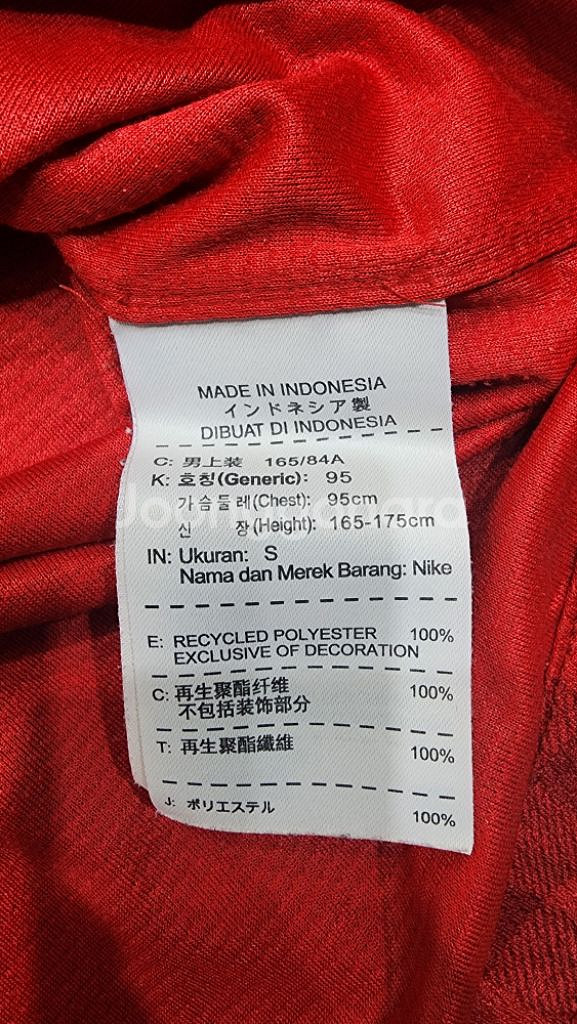 MADE IN INDONESIA
インドネシア製
DIBUAT DI INDONESIA
C: 男上装 165/84A
K: 호칭(Generic): 95
가슴둘레(Chest): 95cm
신 장(Height): 165-175cm
IN: Ukuran: S
Nama dan Merek Barang: Nike
E: RECYCLED POLYESTER 100%
EXCLUSIVE OF DECORATION
C: 再生聚酯纤维 100%
不包括装饰部分
T: 再生聚酯纖維 100%
J: ポリエステル 100%